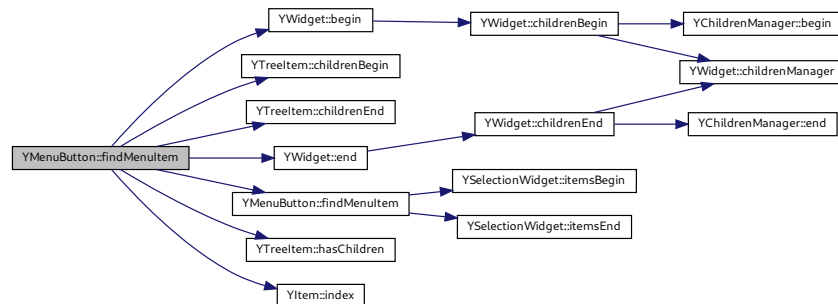 YWidget::begin
YWidget::childrenBegin
YChildrenManager::begin
YTreeItem::childrenBegin
YWidget::childrenManager
YTreeItem::childrenEnd
YWidget::childrenEnd
YChildrenManager::end
YMenuButton::findMenuItem
YWidget::end
YSelectionWidget::itemsBegin
YMenuButton::findMenuItem
YSelectionWidget::itemsEnd
YTreeItem::hasChildren
YItem::index